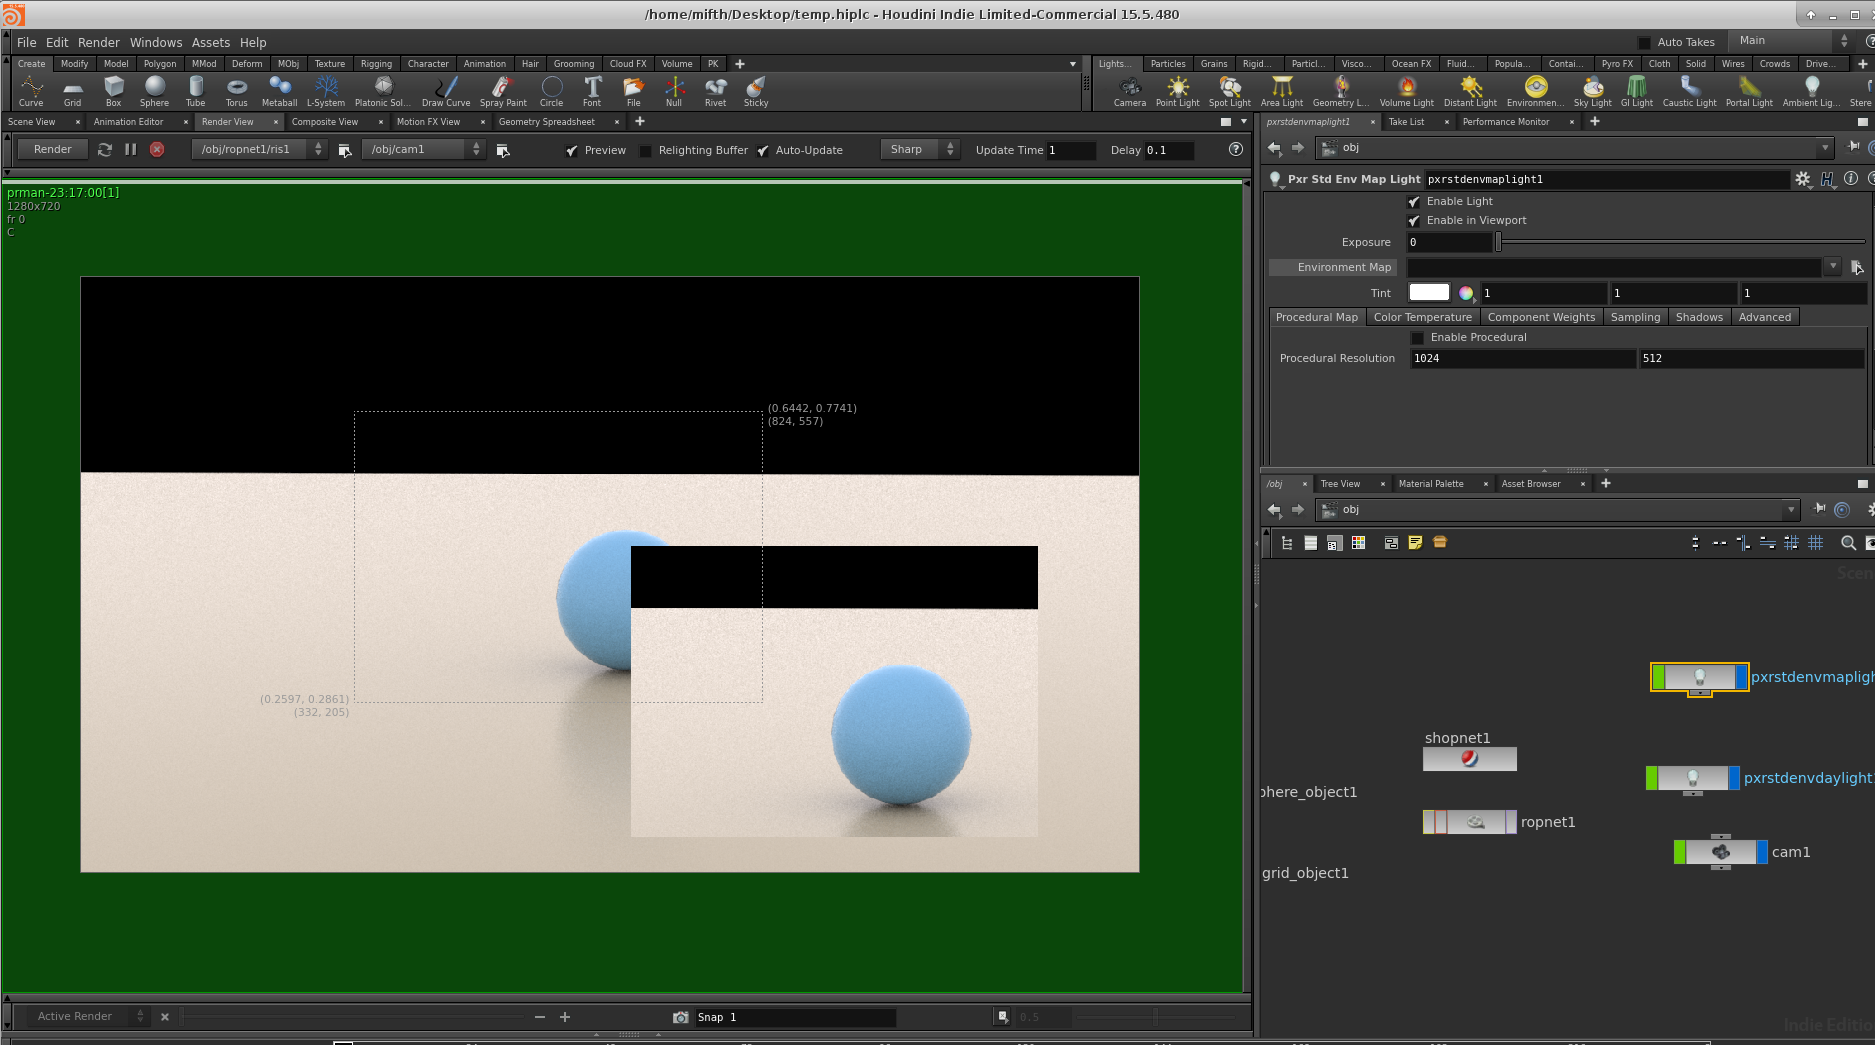 /home/mifth/Desktop/temp.hiplc - Houdini Indie Limited-Commercial 15.5.480
File Edit Render Windows Assets Help
Auto Takes Main
Create Modify Model Polygon MMod Deform MObj Texture Rigging Character Animation Hair Grooming Cloud FX Volume PK
Lights... Particles Grains Rigid... Particl... Visco... Ocean FX Fluid... Popula... Contai... Pyro FX Cloth Solid Wires Crowds Drive...
Curve Grid Box Sphere Tube Torus Metaball L-System Platonic Sol... Draw Curve Spray Paint Circle Font File Null Rivet Sticky
Camera Point Light Spot Light Area Light Geometry L... Volume Light Distant Light Environmen... Sky Light GI Light Caustic Light Portal Light Ambient Lig... Stere
Scene View Animation Editor Render View Composite View Motion FX View Geometry Spreadsheet
pxrstdenvmaplight1 Take List Performance Monitor
Render /obj/ropnet1/ris1 /obj/cam1 Preview Relighting Buffer Auto-Update Sharp Update Time 1 Delay 0.1
obj
Pxr Std Env Map Light pxrstdenvmaplight1
Enable Light
Enable in Viewport
Exposure 0
Environment Map
Tint 1 1 1
Procedural Map Color Temperature Component Weights Sampling Shadows Advanced
Enable Procedural
Procedural Resolution 1024 512
prman-23:17:00[1]
1280x720
fr 0
C
(0.6442, 0.7741)
(824, 557)
(0.2597, 0.2861)
(332, 205)
/obj Tree View Material Palette Asset Browser
obj
Scen
pxrstdenvmapligh
shopnet1
pxrstdenvdaylight
phere_object1
ropnet1
cam1
grid_object1
Indie Editio
Active Render Snap 1 0.5